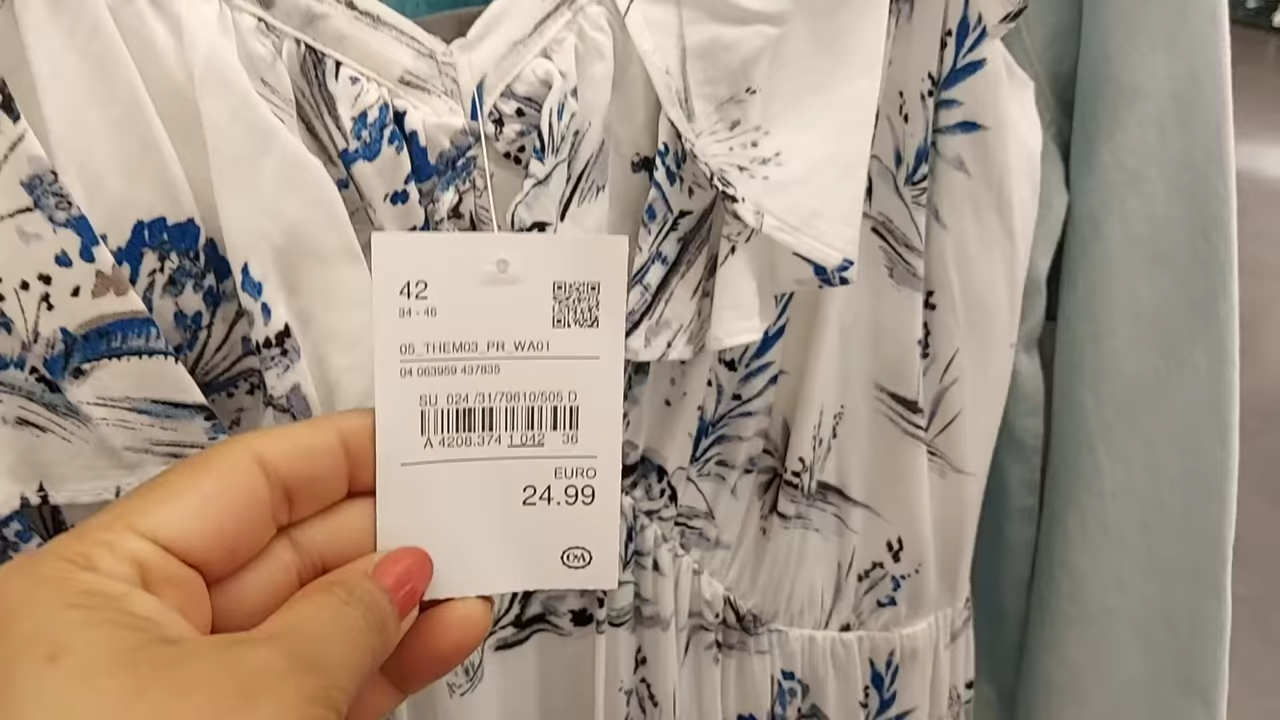 42
34 - 46
05_THEM03_PR_WA01
04 063959 437835
SU 024/31/79610/505 D
A 4208.374 1 042 36
EURO
24.99
C&A